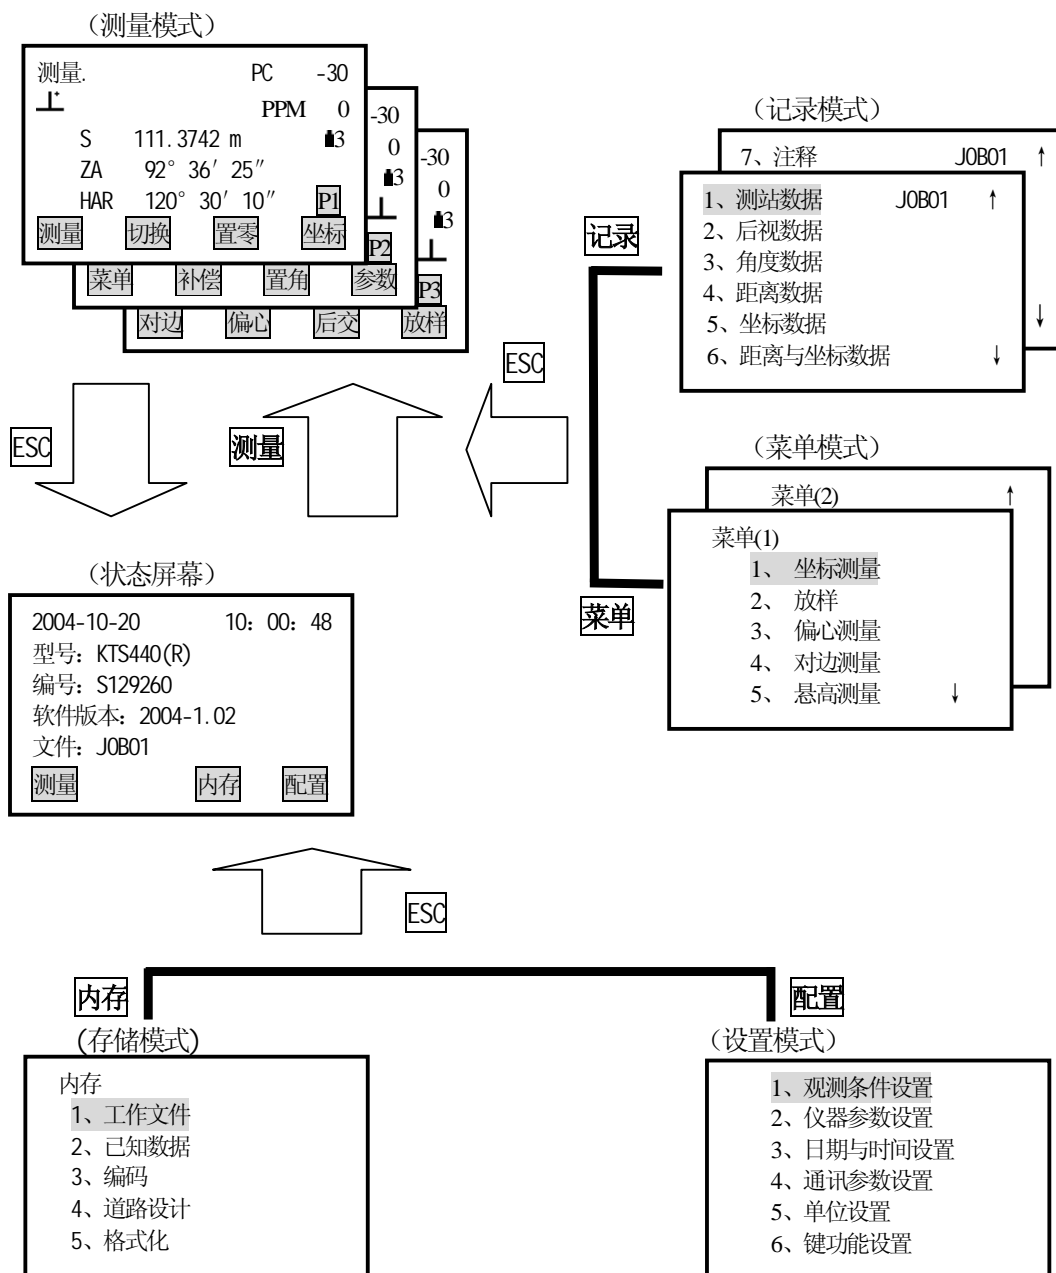 （测量模式）
测量. PC -30
PPM 0
S 111.3742 m 3
ZA 92° 36′ 25″
HAR 120° 30′ 10″ P1
测量 切换 置零 坐标
-30
0
3
P2
菜单 补偿 置角 参数
-30
0
3
P3
对边 偏心 后交 放样
（记录模式）
7、注释 JOB01 ↑
1、测站数据 JOB01 ↑
2、后视数据
3、角度数据
4、距离数据
5、坐标数据 ↓
6、距离与坐标数据 ↓
记录
ESC
ESC
测量
（菜单模式）
菜单(2) ↑
菜单(1)
1、 坐标测量
2、 放样
3、 偏心测量
4、 对边测量
5、 悬高测量 ↓
菜单
（状态屏幕）
2004-10-20 10：00：48
型号：KTS440(R)
编号：S129260
软件版本：2004-1.02
文件：JOB01
测量 内存 配置
ESC
内存
配置
(存储模式)
（设置模式）
内存
1、工作文件
2、已知数据
3、编码
4、道路设计
5、格式化
1、观测条件设置
2、仪器参数设置
3、日期与时间设置
4、通讯参数设置
5、单位设置
6、键功能设置